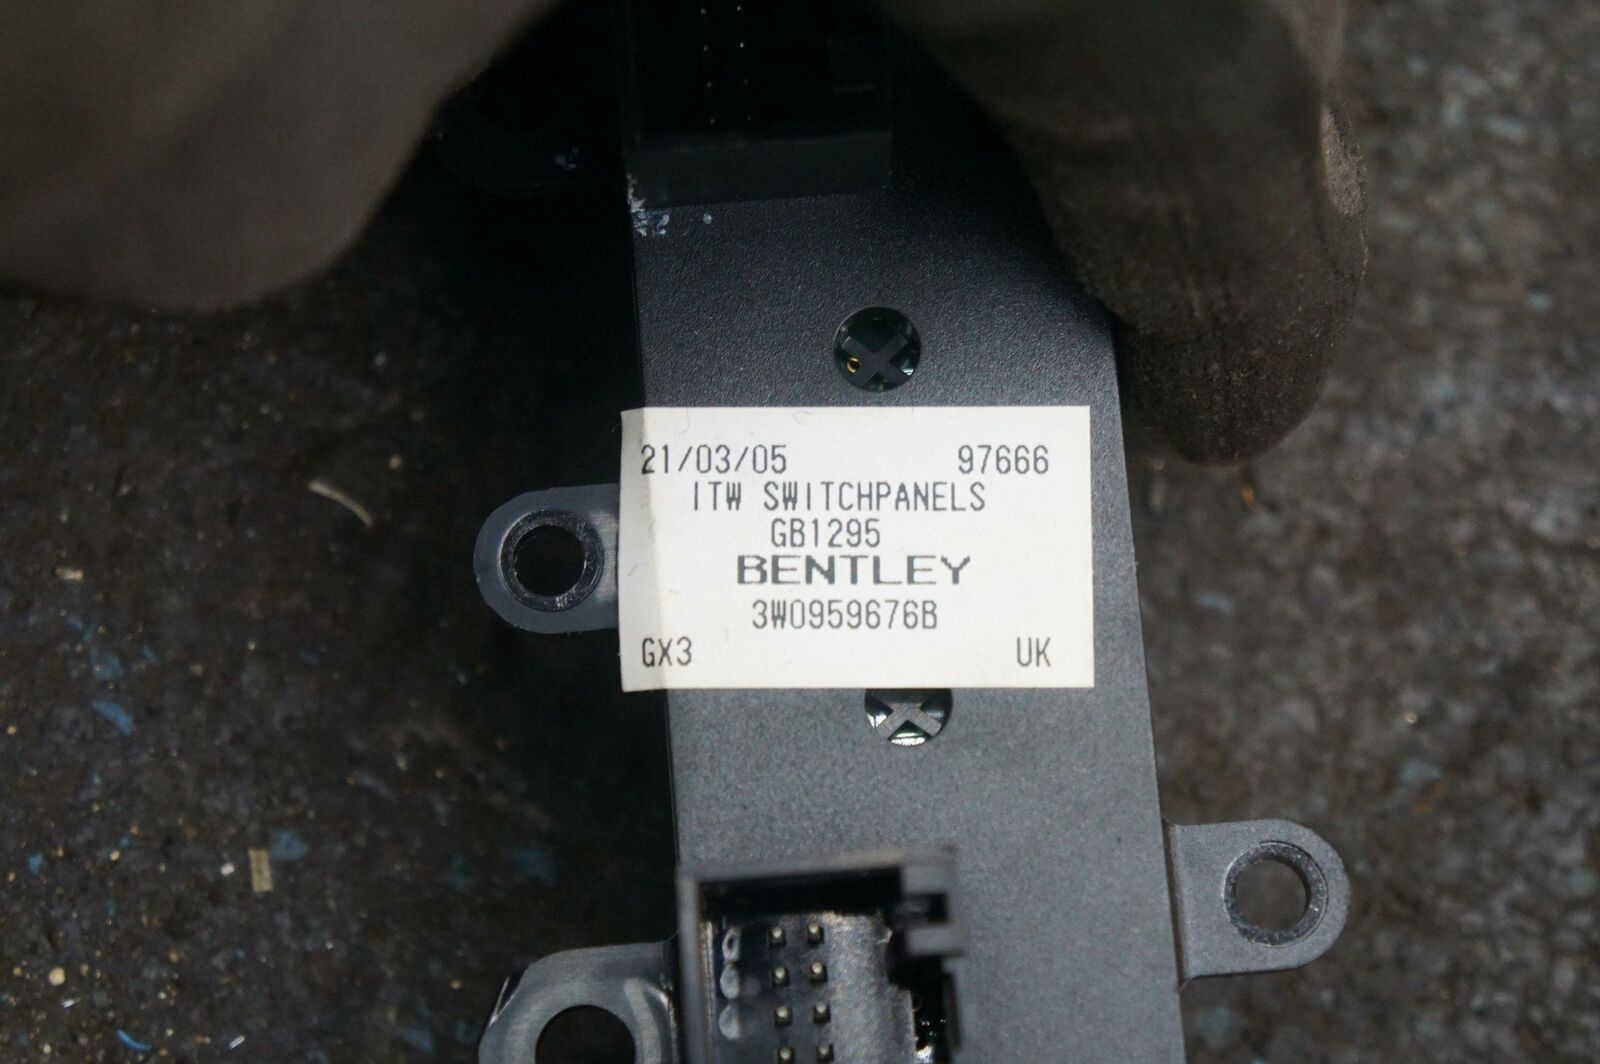 21/03/05 97666
ITW SWITCHPANELS
GB1295
BENTLEY
3W0959676B
GX3 UK